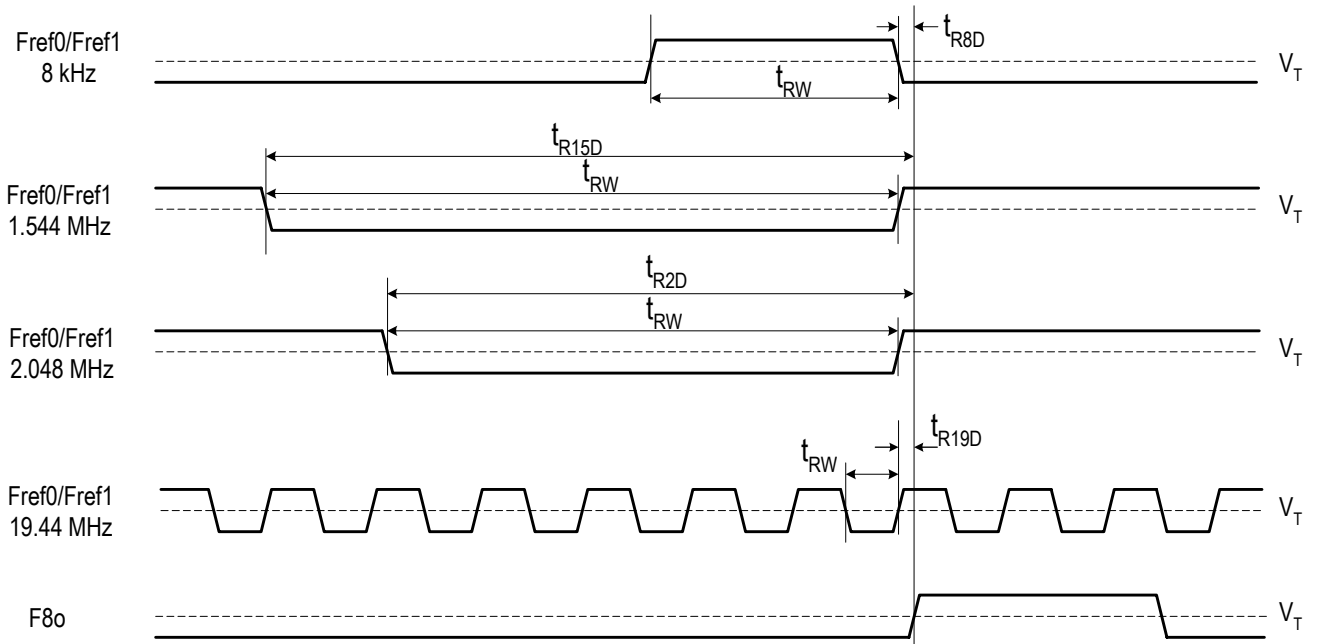 Fref0/Fref1
8 kHz
tR8D
VT
tRW
tR15D
tRW
Fref0/Fref1
1.544 MHz
VT
tR2D
tRW
Fref0/Fref1
2.048 MHz
VT
tR19D
tRW
Fref0/Fref1
19.44 MHz
VT
F8o
VT